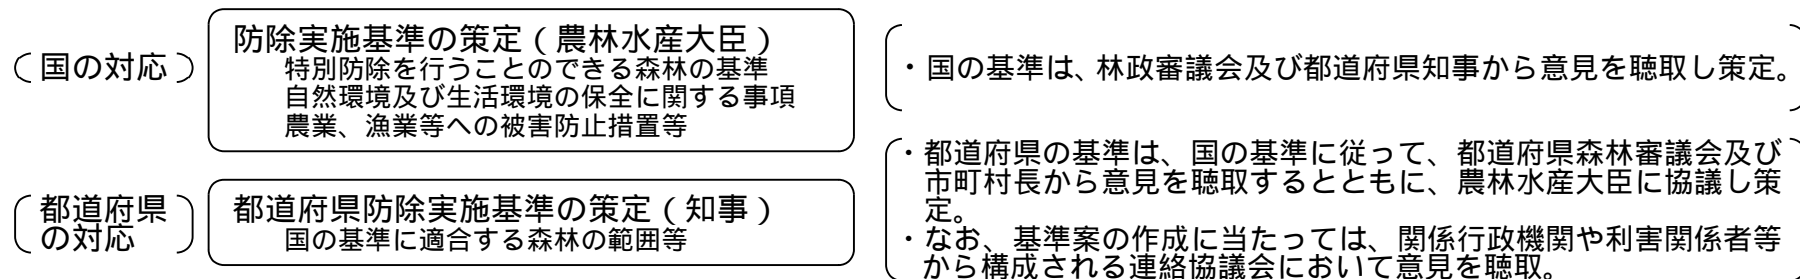 国の対応
防除実施基準の策定(農林水産大臣)
特別防除を行うことのできる森林の基準
自然環境及び生活環境の保全に関する事項
農業、漁業等への被害防止措置等
・国の基準は、林政審議会及び都道府県知事から意見を聴取し策定。
都道府県
の対応
都道府県防除実施基準の策定(知事)
国の基準に適合する森林の範囲等
・都道府県の基準は、国の基準に従って、都道府県森林審議会及び
市町村長から意見を聴取するとともに、農林水産大臣に協議し策
定。
・なお、基準案の作成に当たっては、関係行政機関や利害関係者等
から構成される連絡協議会において意見を聴取。